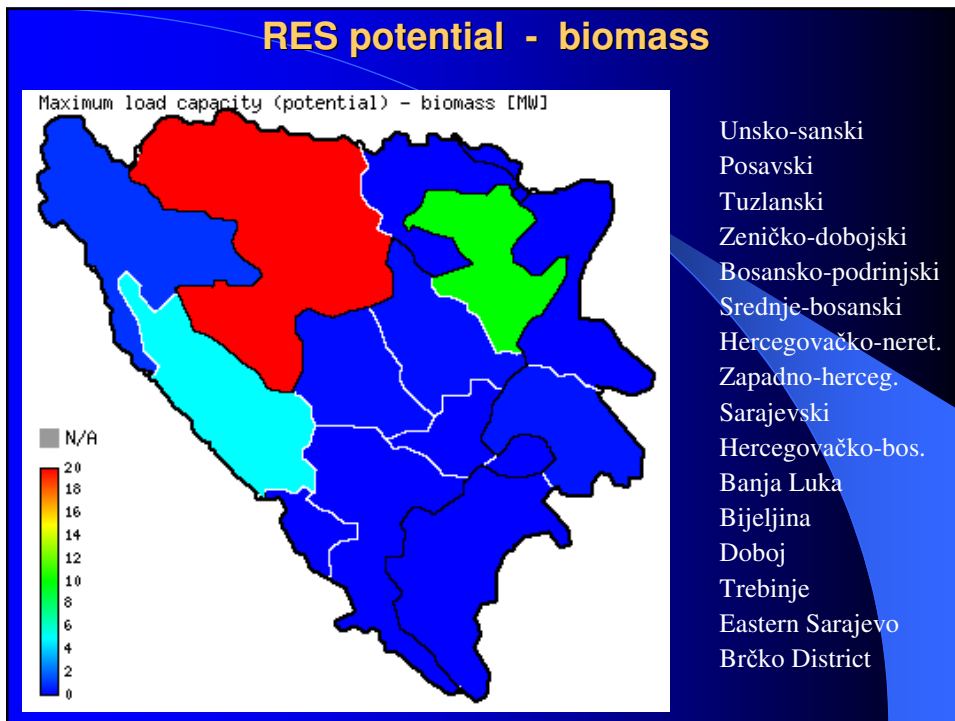 RES potential - biomass
Maximum load capacity (potential) - biomass [MW]
N/A
20
18
16
14
12
10
8
6
4
2
0
Unsko-sanski
Posavski
Tuzlanski
Zeničko-dobojski
Bosansko-podrinjski
Srednje-bosanski
Hercegovačko-neret.
Zapadno-herceg.
Sarajevski
Hercegovačko-bos.
Banja Luka
Bijeljina
Doboj
Trebinje
Eastern Sarajevo
Brčko District